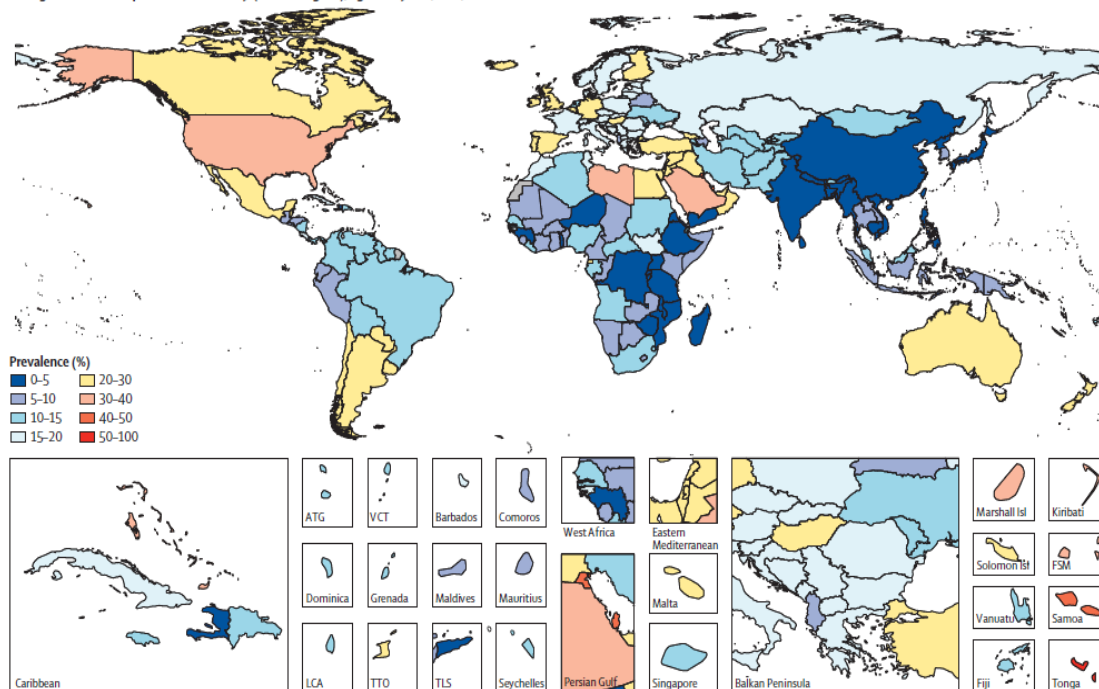 Prevalence (%)
0–5 20–30
5–10 30–40
10–15 40–50
15–20 50–100
Caribbean
ATG
VCT
Barbados
Comoros
West Africa
Eastern
Mediterranean
Marshall Isl
Kiribati
Dominica
Grenada
Maldives
Mauritius
Malta
Solomon Isl
FSM
Vanuatu
Samoa
LCA
TTO
TLS
Seychelles
Persian Gulf
Singapore
Balkan Peninsula
Fiji
Tonga